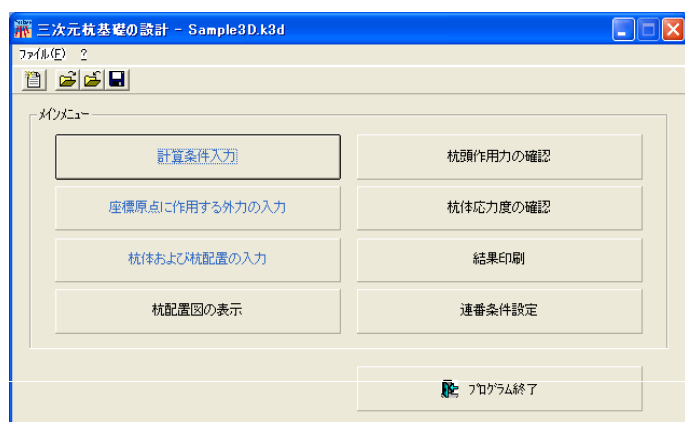 三次元杭基礎の設計 - Sample3D.k3d
ファイル(F) ?
メインメニュー
計算条件入力
杭頭作用力の確認
座標原点に作用する外力の入力
杭体応力度の確認
杭体および杭配置の入力
結果印刷
杭配置図の表示
連番条件設定
プログラム終了